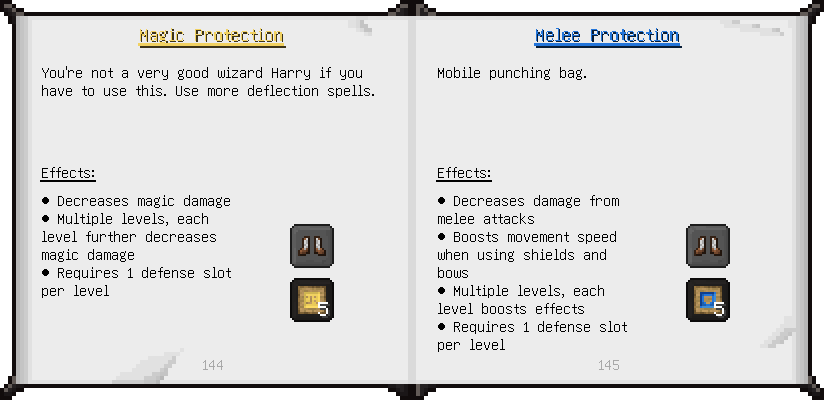 Magic Protection
You're not a very good wizard Harry if you
have to use this. Use more deflection spells.
Effects:
● Decreases magic damage
● Multiple levels, each
level further decreases
magic damage
● Requires 1 defense slot
per level
5
144
Melee Protection
Mobile punching bag.
Effects:
● Decreases damage from
melee attacks
● Boosts movement speed
when using shields and
bows
● Multiple levels, each
level boosts effects
● Requires 1 defense slot
per level
5
145